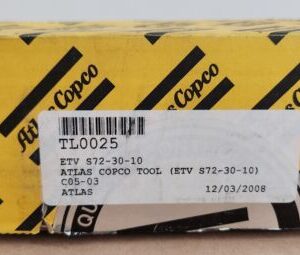 Atlas Copco
Atlas Copco
Atlas Copco
TL0025
ETV S72-30-10
ATLAS COPCO TOOL (ETV S72-30-10)
C05-03
ATLAS 12/03/2008